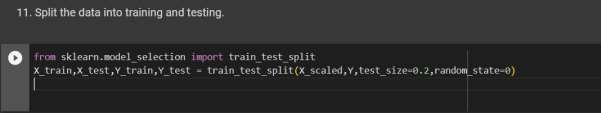 11. Split the data into training and testing.
from sklearn.model_selection import train_test_split
X_train,X_test,Y_train,Y_test = train_test_split(X_scaled,Y,test_size=0.2,random_state=0)